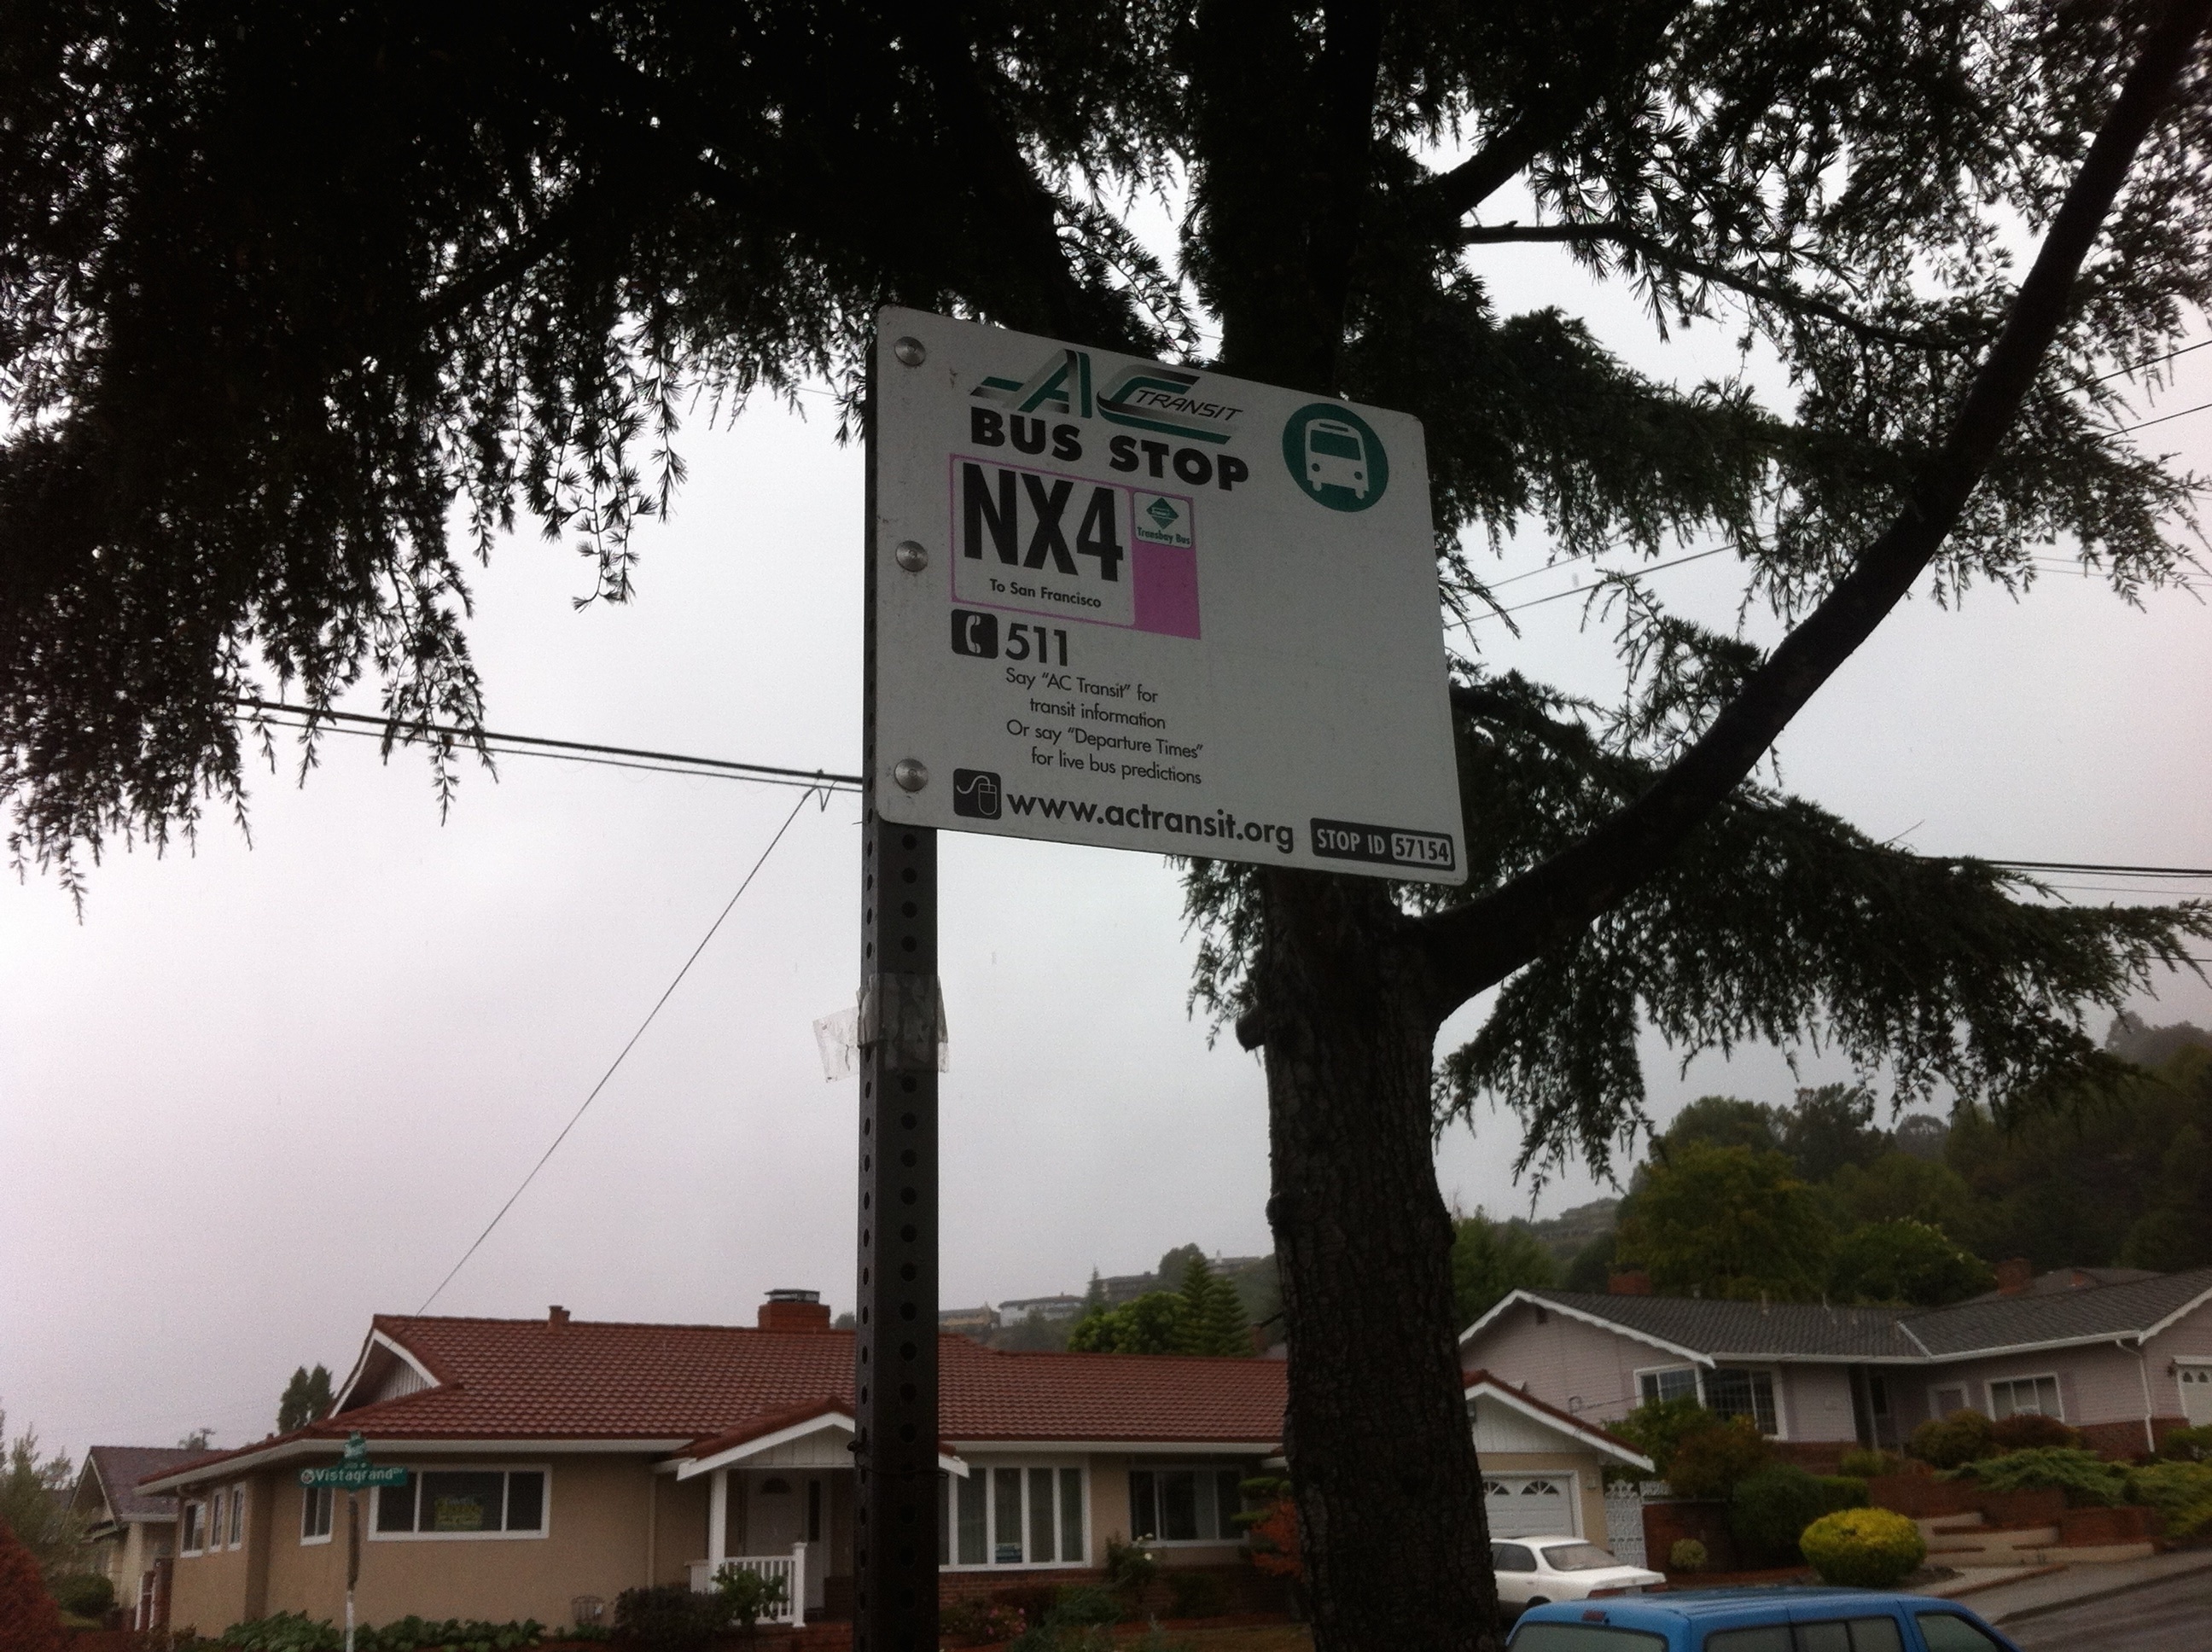 AC TRANSIT
BUS STOP
NX4
Transbay Bus
To San Francisco
511
Say “AC Transit” for
transit information
Or say “Departure Times”
for live bus predictions
www.actransit.org
STOP ID 57154
Vistagrand